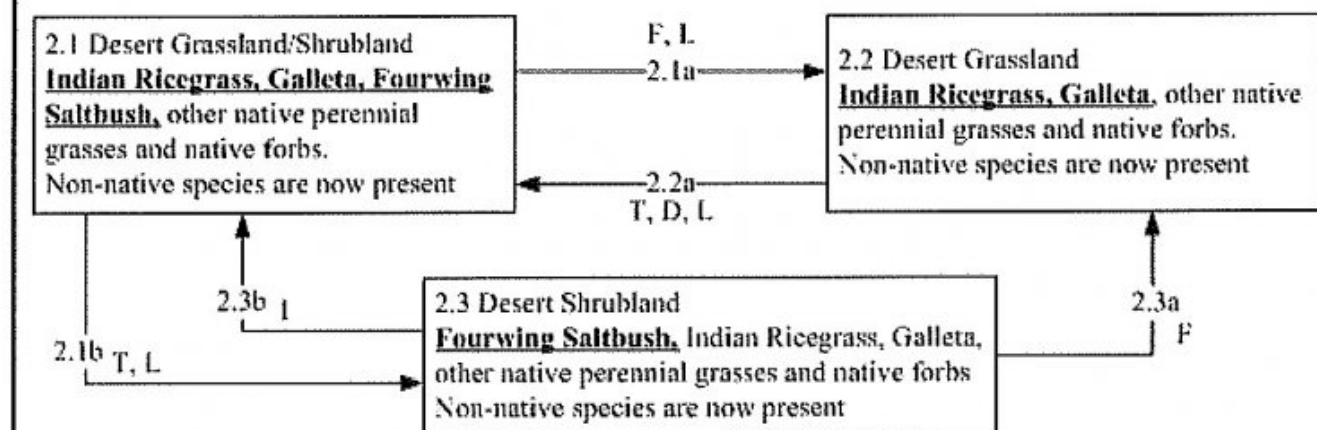 2.1 Desert Grassland/Shrubland
Indian Ricegrass, Galleta, Fourwing
Saltbush, other native perennial
grasses and native forbs.
Non-native species are now present
F, L
2.1a
2.2 Desert Grassland
Indian Ricegrass, Galleta, other native
perennial grasses and native forbs.
Non-native species are now present
2.2a
T, D, L
2.3b I
2.1b T, L
2.3 Desert Shrubland
Fourwing Saltbush, Indian Ricegrass, Galleta,
other native perennial grasses and native forbs
Non-native species are now present
2.3a
F